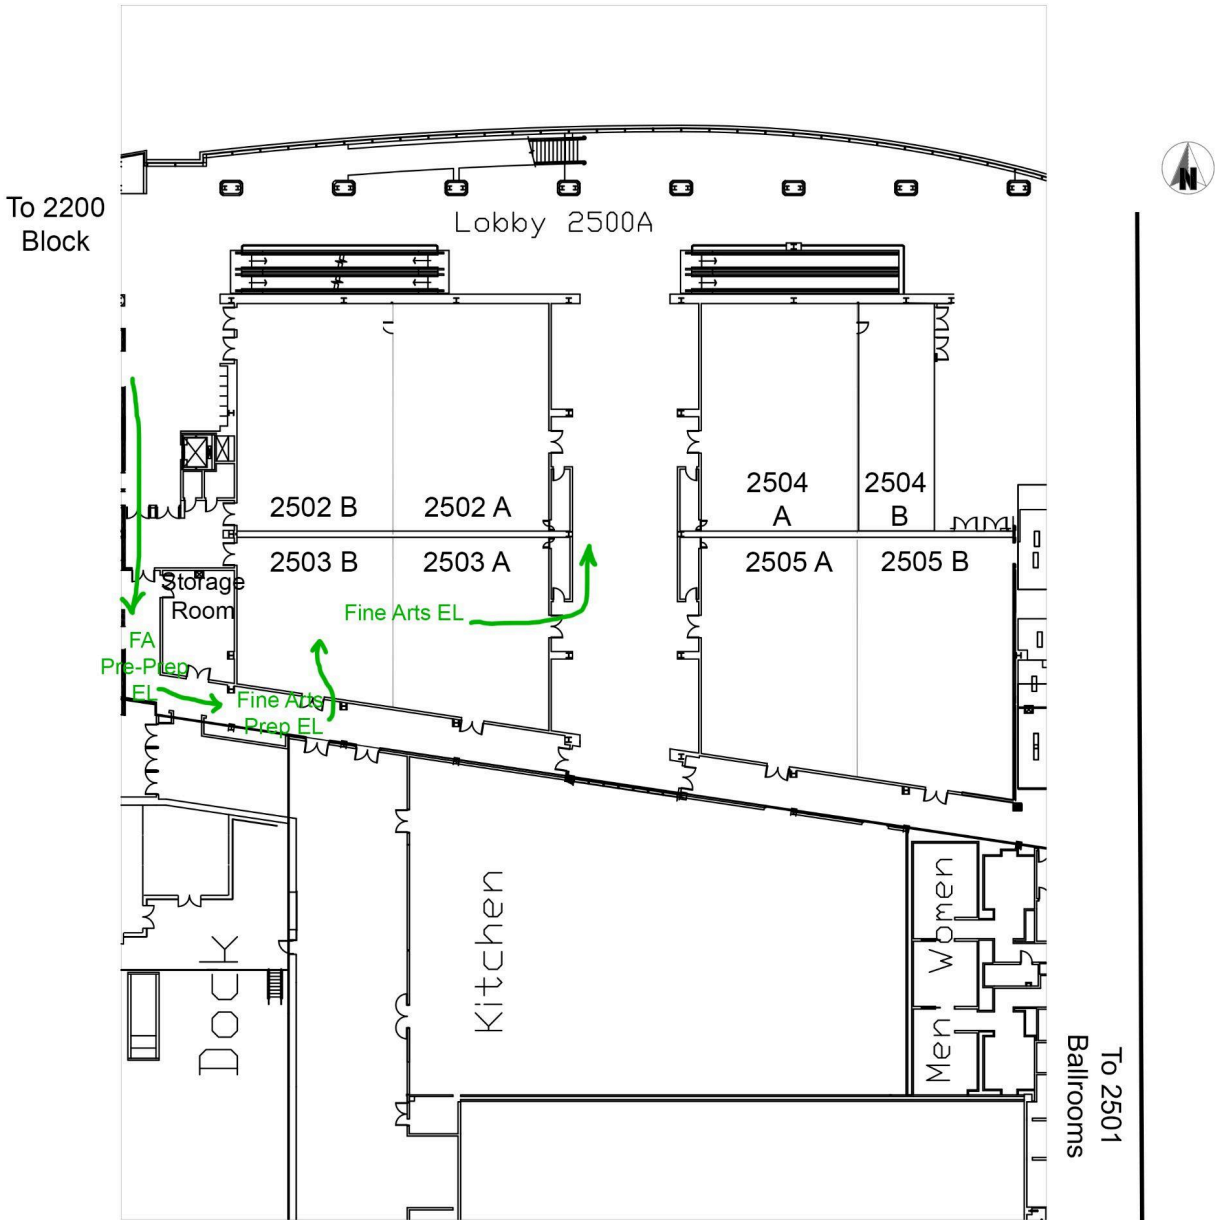 To 2200
Block
N
Lobby 2500A
2502 B
2502 A
2504
A
2504
B
2503 B
2503 A
2505 A
2505 B
Storage
Room
Fine Arts EL
FA
Pre-Prep
EL
Fine Arts
Prep EL
Kitchen
Dock
Women
Men
To 2501
Ballrooms